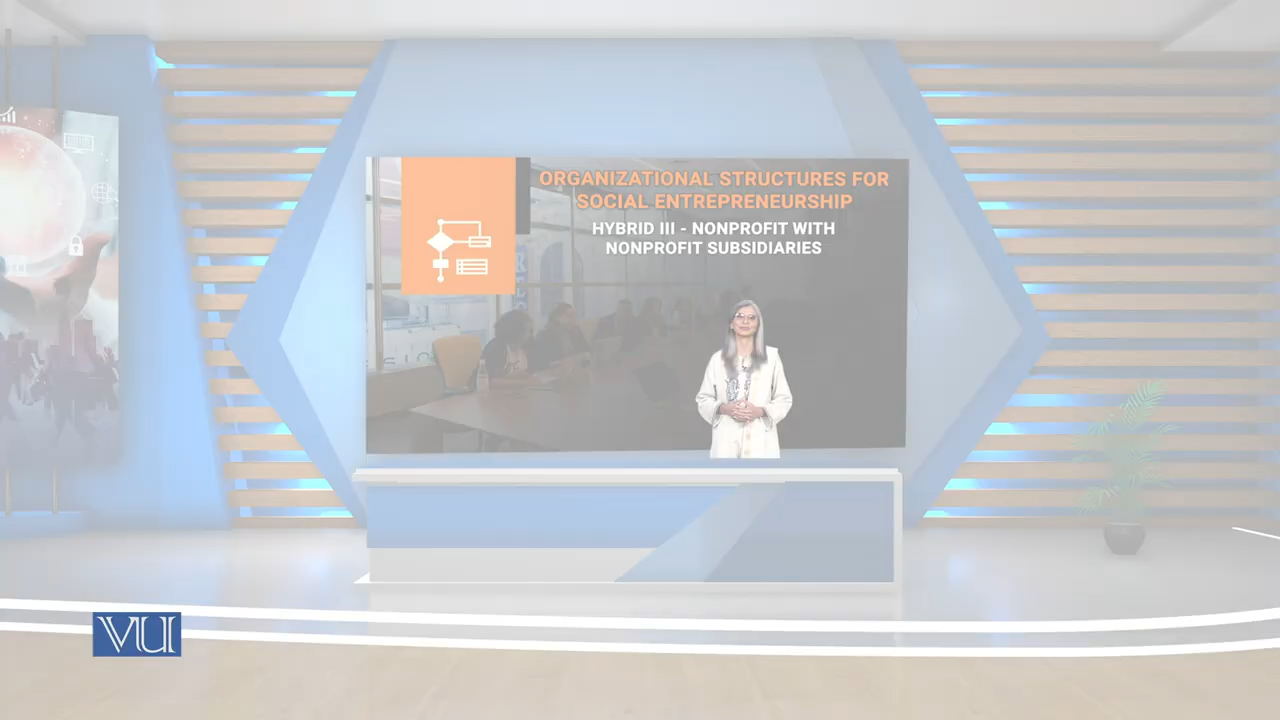 ORGANIZATIONAL STRUCTURES FOR
SOCIAL ENTREPRENEURSHIP
HYBRID III - NONPROFIT WITH
NONPROFIT SUBSIDIARIES
VU